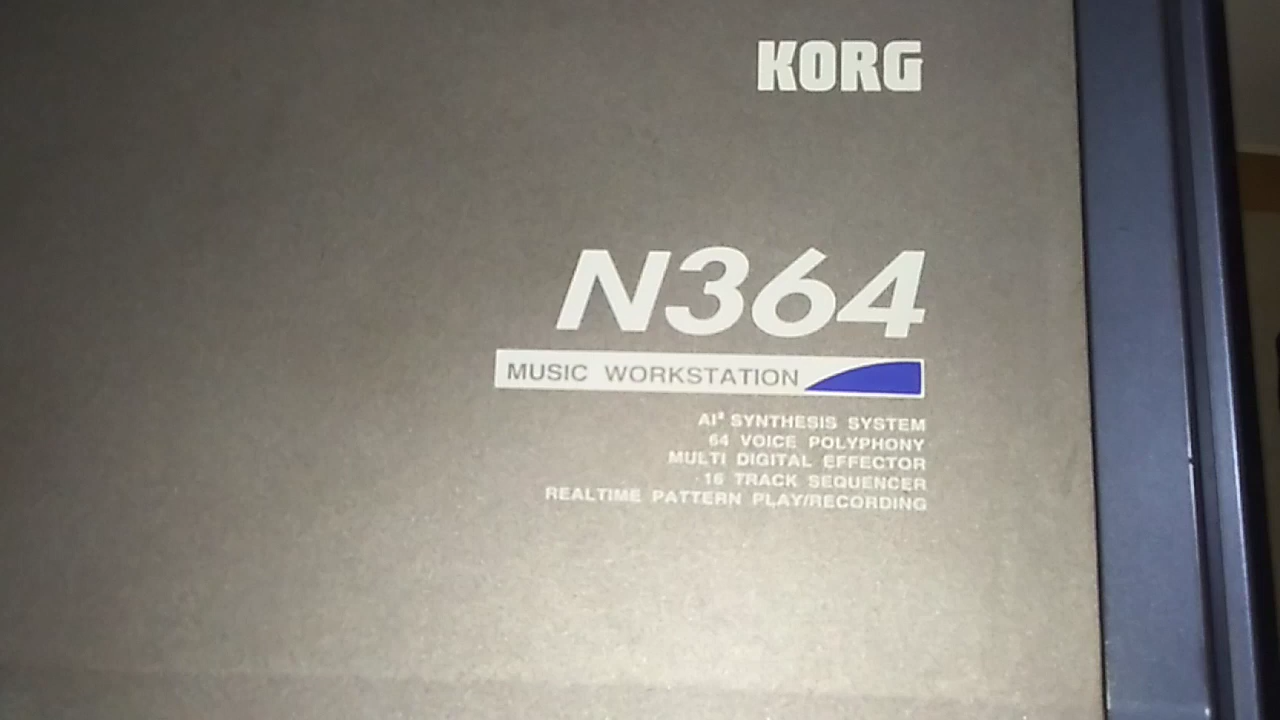 KORG
N364
MUSIC WORKSTATION
AI² SYNTHESIS SYSTEM
64 VOICE POLYPHONY
MULTI DIGITAL EFFECTOR
16 TRACK SEQUENCER
REALTIME PATTERN PLAY/RECORDING